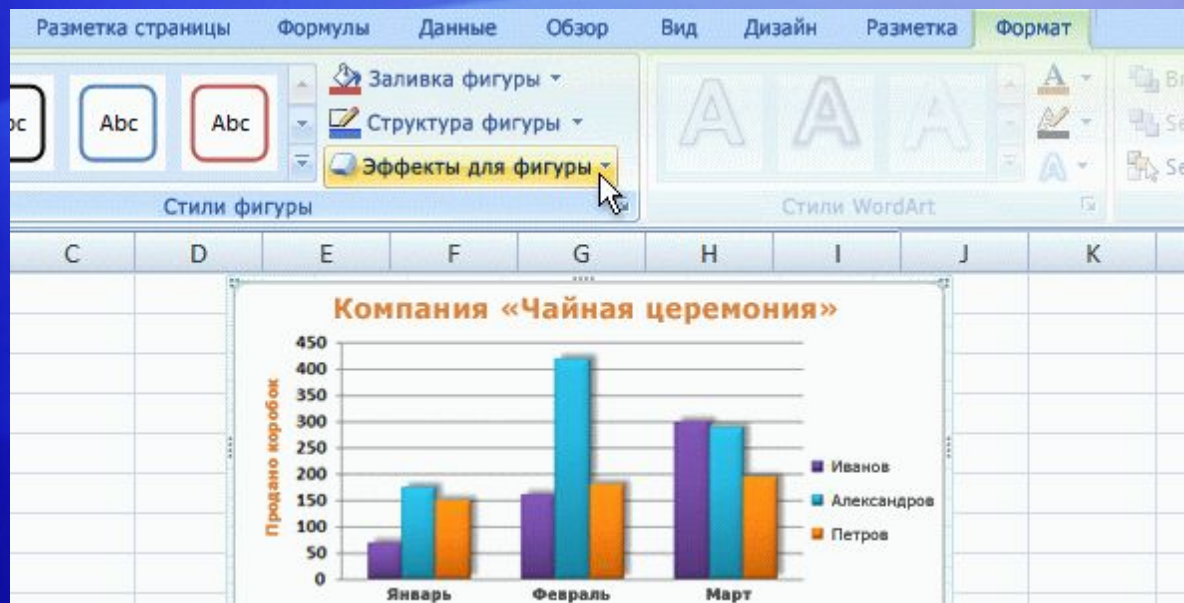 Разметка страницы Формулы Данные Обзор Вид Дизайн Разметка Формат
Abc Abc
Заливка фигуры
Структура фигуры
Эффекты для фигуры
A A A A
A
Стили фигуры Стили WordArt
C D E F G H I J K
Компания «Чайная церемония»
Продано коробок
450
400
350
300
250
200
150
100
50
0
Январь Февраль Март
Иванов
Александров
Петров